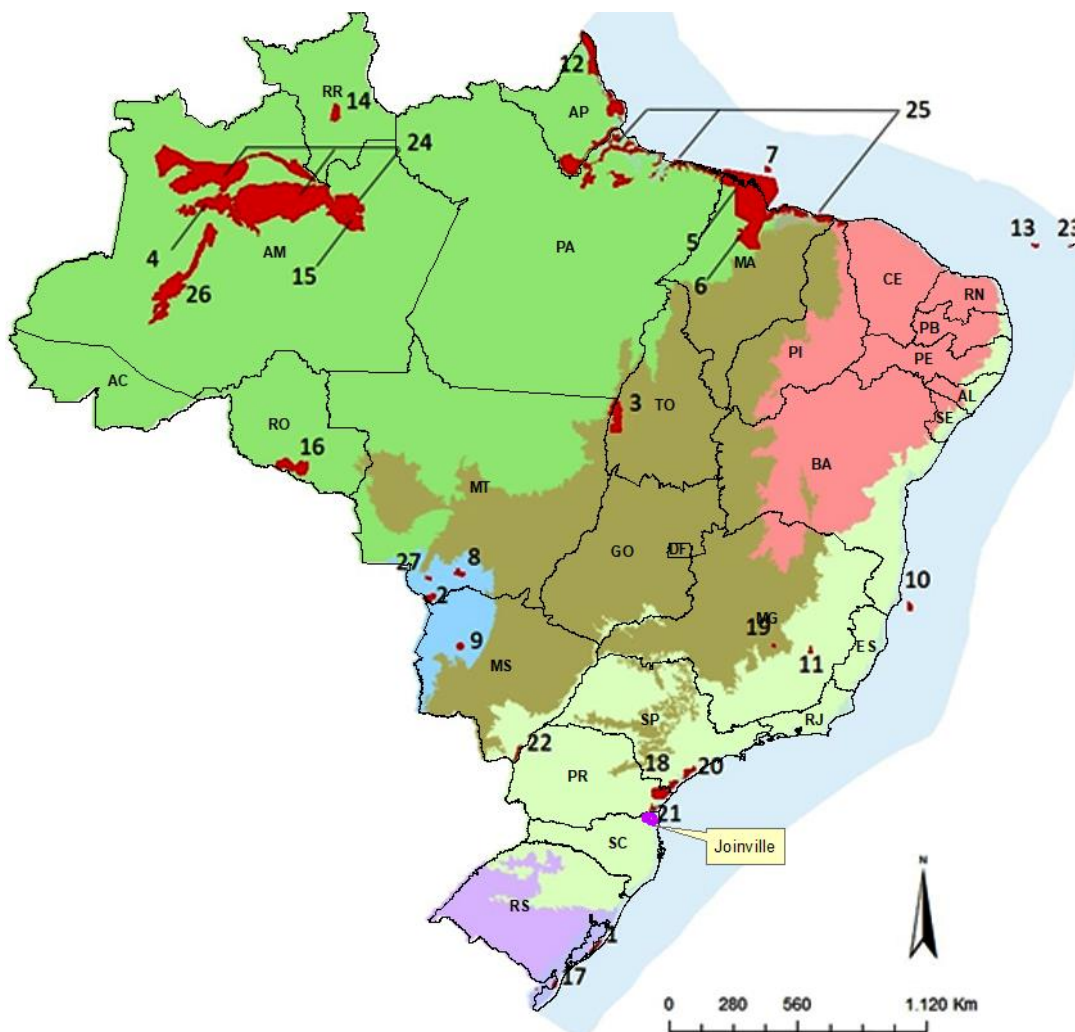 12
RR
14
AP
25
24
7
4
AM
15
26
PA
5
6
MA
13
23
CE
RN
PB
PI
PE
AC
RO
16
3
TO
AL
SE
BA
MT
GO
DF
27
8
2
10
MG
19
9
MS
11
ES
SP
RJ
22
18
20
PR
21
SC
Joinville
RS
N
1
17
0 280 560 1.120 Km